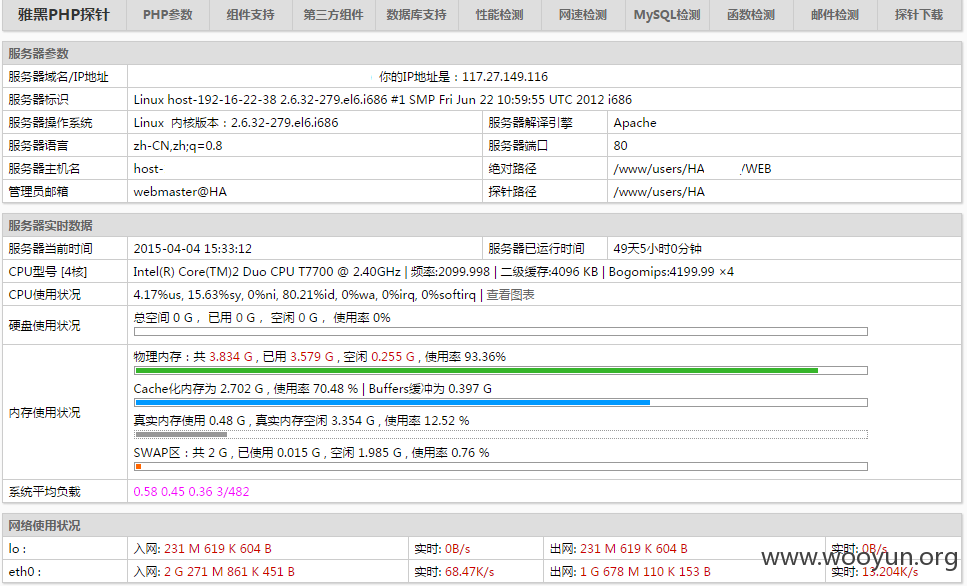 雅黑PHP探针 PHP参数 组件支持 第三方组件 数据库支持 性能检测 网速检测 MySQL检测 函数检测 邮件检测 探针下载
服务器参数
服务器域名/IP地址 你的IP地址是：117.27.149.116
服务器标识 Linux host-192-16-22-38 2.6.32-279.el6.i686 #1 SMP Fri Jun 22 10:59:55 UTC 2012 i686
服务器操作系统 Linux 内核版本：2.6.32-279.el6.i686 服务器解译引擎 Apache
服务器语言 zh-CN,zh;q=0.8 服务器端口 80
服务器主机名 host- 绝对路径 /www/users/HA /WEB
管理员邮箱 webmaster@HA 探针路径 /www/users/HA
服务器实时数据
服务器当前时间 2015-04-04 15:33:12 服务器已运行时间 49天5小时0分钟
CPU型号 [4核] Intel(R) Core(TM)2 Duo CPU T7700 @ 2.40GHz | 频率:2099.998 | 二级缓存:4096 KB | Bogomips:4199.99 ×4
CPU使用状况 4.17%us, 15.63%sy, 0%ni, 80.21%id, 0%wa, 0%irq, 0%softirq | 查看图表
硬盘使用状况 总空间 0 G， 已用 0 G， 空闲 0 G， 使用率 0%
内存使用状况 物理内存：共 3.834 G , 已用 3.579 G , 空闲 0.255 G , 使用率 93.36%
Cache化内存为 2.702 G , 使用率 70.48 % | Buffers缓冲为 0.397 G
真实内存使用 0.48 G , 真实内存空闲 3.354 G , 使用率 12.52 %
SWAP区：共 2 G , 已使用 0.015 G , 空闲 1.985 G , 使用率 0.76 %
系统平均负载 0.58 0.45 0.36 3/482
网络使用状况
lo : 入网: 231 M 619 K 604 B 实时: 0B/s 出网: 231 M 619 K 604 B 实时: 0B/s
eth0 : 入网: 2 G 271 M 861 K 451 B 实时: 68.47K/s 出网: 1 G 678 M 110 K 153 B 实时: 13.204K/s
www.wooyun.org